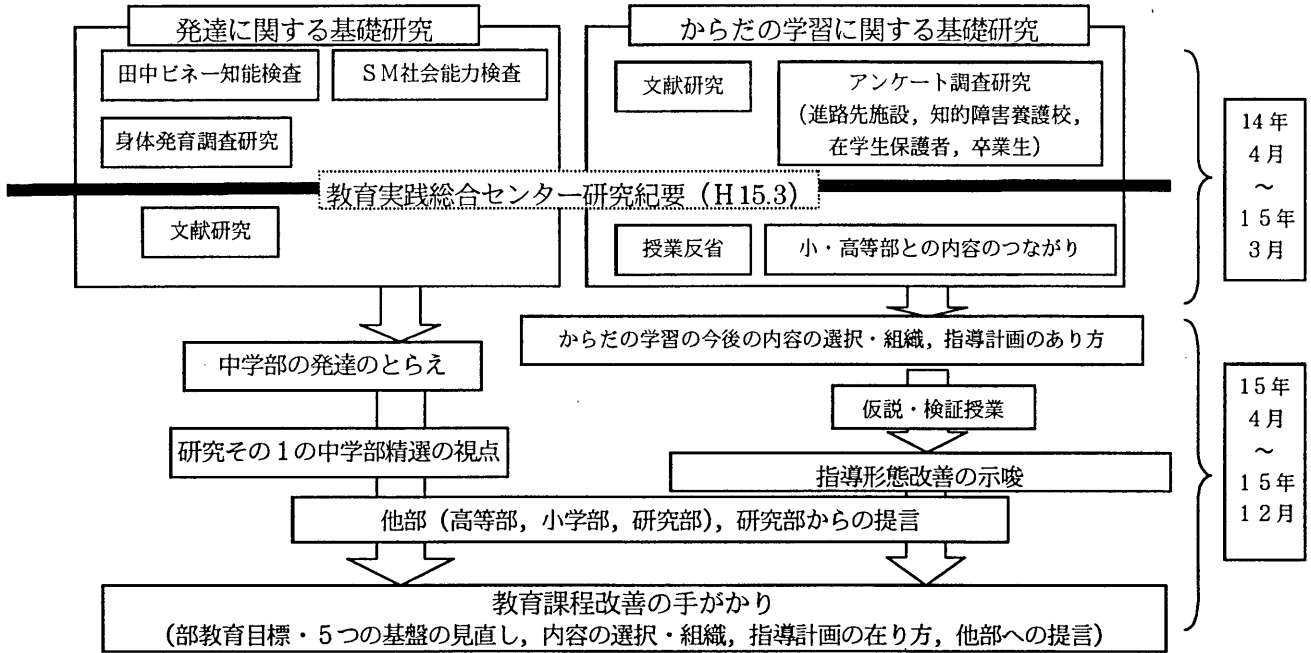 発達に関する基礎研究
田中ビネー知能検査
ＳＭ社会能力検査
身体発育調査研究
文献研究
からだの学習に関する基礎研究
文献研究
アンケート調査研究
(進路先施設，知的障害養護校，
在学生保護者，卒業生)
教育実践総合センター研究紀要（H15.3）
授業反省
小・高等部との内容のつながり
14年
4月
～
１５年
３月
中学部の発達のとらえ
研究その１の中学部精選の視点
からだの学習の今後の内容の選択・組織，指導計画のあり方
仮説・検証授業
指導形態改善の示唆
他部（高等部，小学部，研究部），研究部からの提言
15年
4月
～
１５年
１２月
教育課程改善の手がかり
（部教育目標・５つの基盤の見直し，内容の選択・組織，指導計画の在り方，他部への提言）